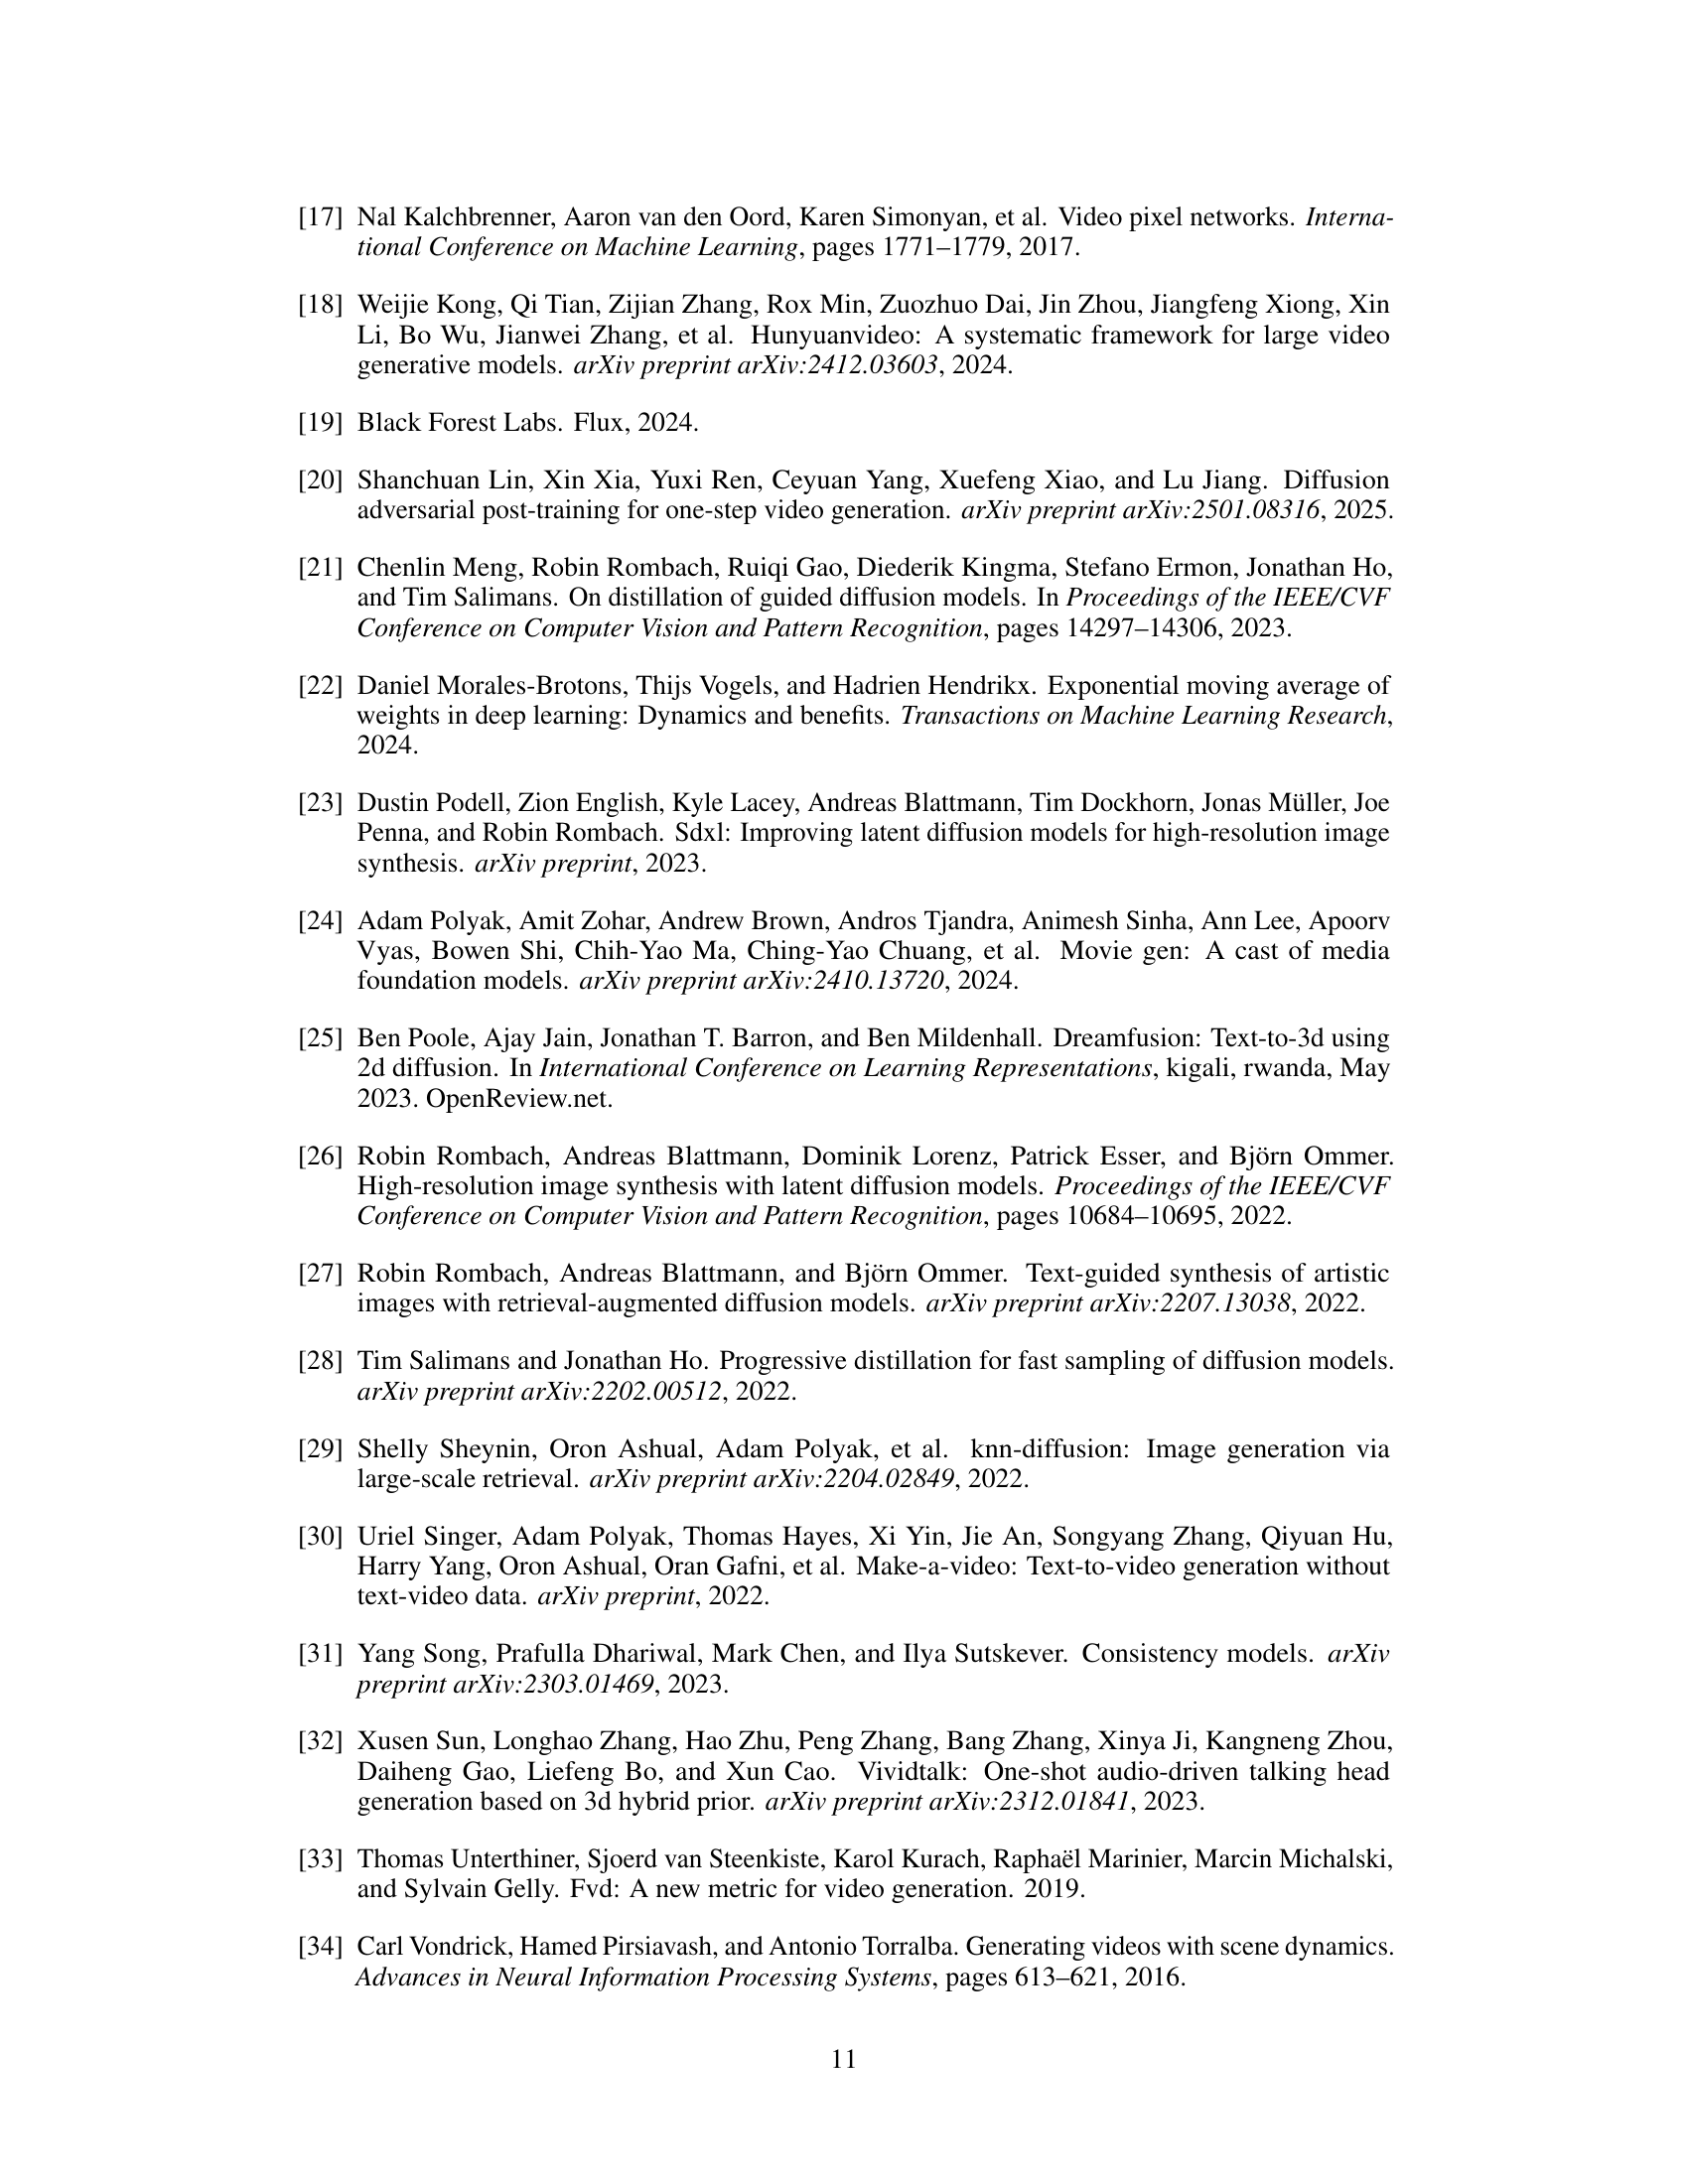 [17] Nal Kalchbrenner, Aaron van den Oord, Karen Simonyan, et al. Video pixel networks. Interna-
tional Conference on Machine Learning, pages 1771–1779, 2017.
[18] Weijie Kong, Qi Tian, Zijian Zhang, Rox Min, Zuozhuo Dai, Jin Zhou, Jiangfeng Xiong, Xin
Li, Bo Wu, Jianwei Zhang, et al. Hunyuanvideo: A systematic framework for large video
generative models. arXiv preprint arXiv:2412.03603, 2024.
[19] Black Forest Labs. Flux, 2024.
[20] Shanchuan Lin, Xin Xia, Yuxi Ren, Ceyuan Yang, Xuefeng Xiao, and Lu Jiang. Diffusion
adversarial post-training for one-step video generation. arXiv preprint arXiv:2501.08316, 2025.
[21] Chenlin Meng, Robin Rombach, Ruiqi Gao, Diederik Kingma, Stefano Ermon, Jonathan Ho,
and Tim Salimans. On distillation of guided diffusion models. In Proceedings of the IEEE/CVF
Conference on Computer Vision and Pattern Recognition, pages 14297–14306, 2023.
[22] Daniel Morales-Brotons, Thijs Vogels, and Hadrien Hendrikx. Exponential moving average of
weights in deep learning: Dynamics and benefits. Transactions on Machine Learning Research,
2024.
[23] Dustin Podell, Zion English, Kyle Lacey, Andreas Blattmann, Tim Dockhorn, Jonas Müller, Joe
Penna, and Robin Rombach. Sdxl: Improving latent diffusion models for high-resolution image
synthesis. arXiv preprint, 2023.
[24] Adam Polyak, Amit Zohar, Andrew Brown, Andros Tjandra, Animesh Sinha, Ann Lee, Apoorv
Vyas, Bowen Shi, Chih-Yao Ma, Ching-Yao Chuang, et al. Movie gen: A cast of media
foundation models. arXiv preprint arXiv:2410.13720, 2024.
[25] Ben Poole, Ajay Jain, Jonathan T. Barron, and Ben Mildenhall. Dreamfusion: Text-to-3d using
2d diffusion. In International Conference on Learning Representations, kigali, rwanda, May
2023. OpenReview.net.
[26] Robin Rombach, Andreas Blattmann, Dominik Lorenz, Patrick Esser, and Björn Ommer.
High-resolution image synthesis with latent diffusion models. Proceedings of the IEEE/CVF
Conference on Computer Vision and Pattern Recognition, pages 10684–10695, 2022.
[27] Robin Rombach, Andreas Blattmann, and Björn Ommer. Text-guided synthesis of artistic
images with retrieval-augmented diffusion models. arXiv preprint arXiv:2207.13038, 2022.
[28] Tim Salimans and Jonathan Ho. Progressive distillation for fast sampling of diffusion models.
arXiv preprint arXiv:2202.00512, 2022.
[29] Shelly Sheynin, Oron Ashual, Adam Polyak, et al. knn-diffusion: Image generation via
large-scale retrieval. arXiv preprint arXiv:2204.02849, 2022.
[30] Uriel Singer, Adam Polyak, Thomas Hayes, Xi Yin, Jie An, Songyang Zhang, Qiyuan Hu,
Harry Yang, Oron Ashual, Oran Gafni, et al. Make-a-video: Text-to-video generation without
text-video data. arXiv preprint, 2022.
[31] Yang Song, Prafulla Dhariwal, Mark Chen, and Ilya Sutskever. Consistency models. arXiv
preprint arXiv:2303.01469, 2023.
[32] Xusen Sun, Longhao Zhang, Hao Zhu, Peng Zhang, Bang Zhang, Xinya Ji, Kangneng Zhou,
Daiheng Gao, Liefeng Bo, and Xun Cao. Vividtalk: One-shot audio-driven talking head
generation based on 3d hybrid prior. arXiv preprint arXiv:2312.01841, 2023.
[33] Thomas Unterthiner, Sjoerd van Steenkiste, Karol Kurach, Raphaël Marinier, Marcin Michalski,
and Sylvain Gelly. Fvd: A new metric for video generation. 2019.
[34] Carl Vondrick, Hamed Pirsiavash, and Antonio Torralba. Generating videos with scene dynamics.
Advances in Neural Information Processing Systems, pages 613–621, 2016.
11